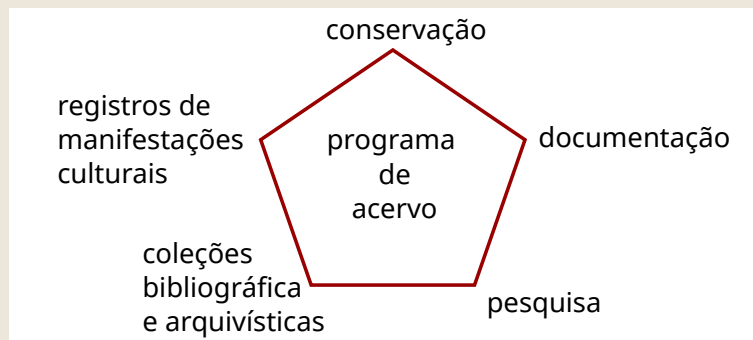 conservação
registros de
manifestações
culturais
programa
de
acervo
documentação
coleções
bibliográfica
e arquivísticas
pesquisa